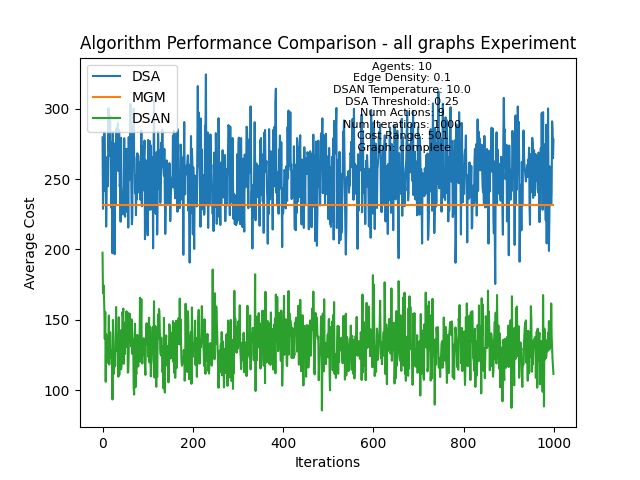 Algorithm Performance Comparison - all graphs Experiment
DSA
MGM
DSAN
Agents: 10
Edge Density: 0.1
DSAN Temperature: 10.0
DSA Threshold: 0.25
Num Actions: 9
Num Iterations: 1000
Cost Range: 501
Graph: complete
Average Cost
300
250
200
150
100
0 200 400 600 800 1000
Iterations